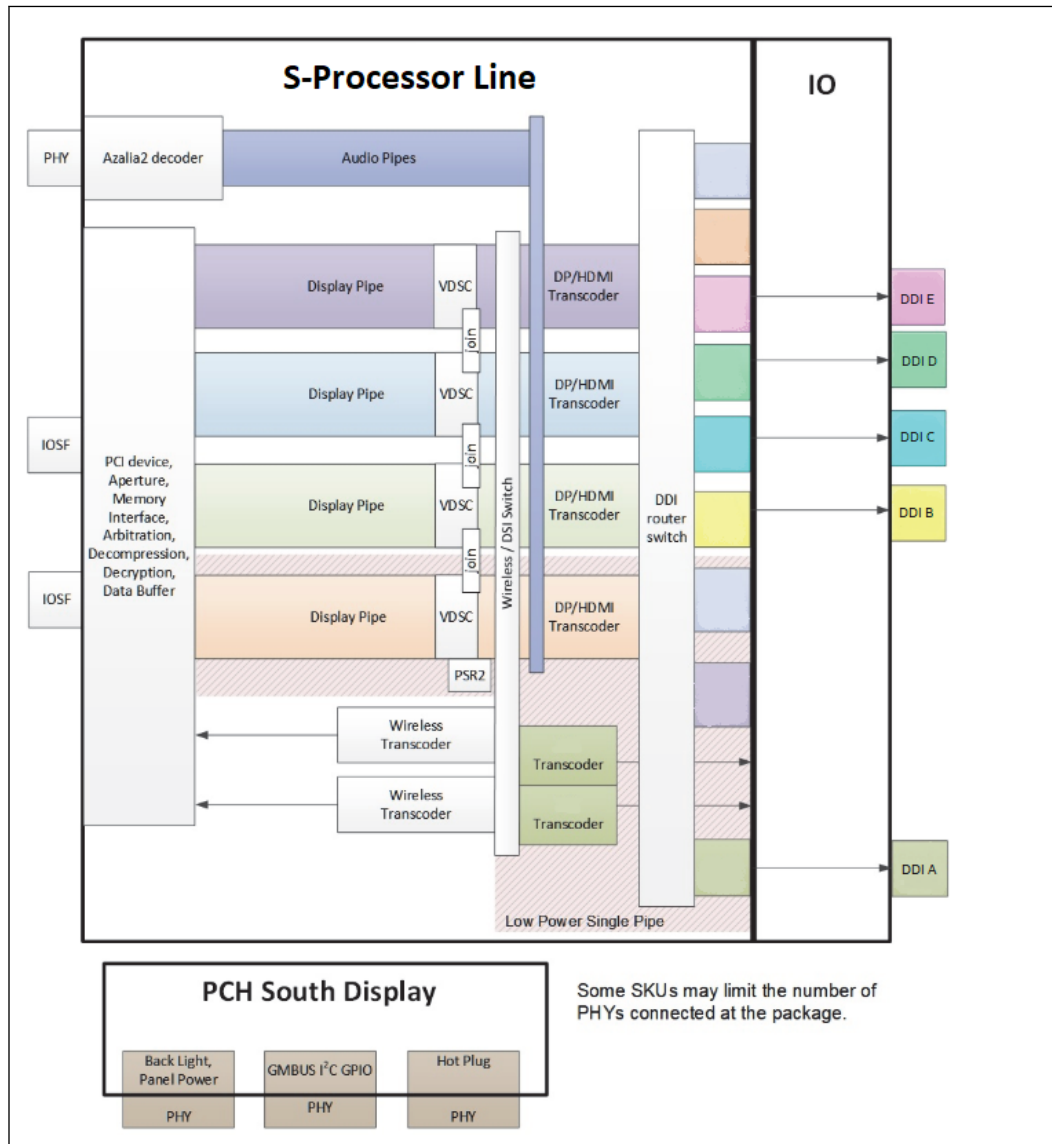 S-Processor Line
IO
PHY
Azalia2 decoder
Audio Pipes
Display Pipe
VDSC
DP/HDMI
Transcoder
DDI E
join
Display Pipe
VDSC
DP/HDMI
Transcoder
DDI D
IOSF
join
DDI C
PCI device,
Aperture,
Memory
Interface,
Arbitration,
Decompression,
Decryption,
Data Buffer
Display Pipe
VDSC
Wireless / DSI Switch
DP/HDMI
Transcoder
DDI
router
switch
DDI B
join
IOSF
Display Pipe
VDSC
DP/HDMI
Transcoder
PSR2
Wireless
Transcoder
Transcoder
Wireless
Transcoder
Transcoder
DDI A
Low Power Single Pipe
PCH South Display
Some SKUs may limit the number of
PHYs connected at the package.
Back Light,
Panel Power
PHY
GMBUS I²C GPIO
PHY
Hot Plug
PHY